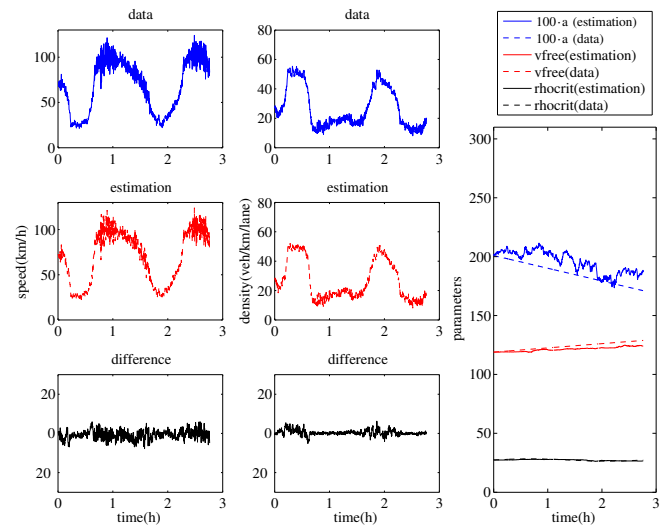 data
data
100·a (estimation)
100·a (data)
vfree(estimation)
vfree(data)
rhocrit(estimation)
rhocrit(data)
100
50
0
0 1 2 3
80
60
40
20
0
0 1 2 3
estimation
estimation
speed(km/h)
100
50
0
0 1 2 3
density(veh/km/lane)
80
60
40
20
0
0 1 2 3
difference
difference
20
0
20
0 1 2 3
time(h)
20
0
20
0 1 2 3
time(h)
parameters
300
250
200
150
100
50
0
0 1 2 3
time(h)